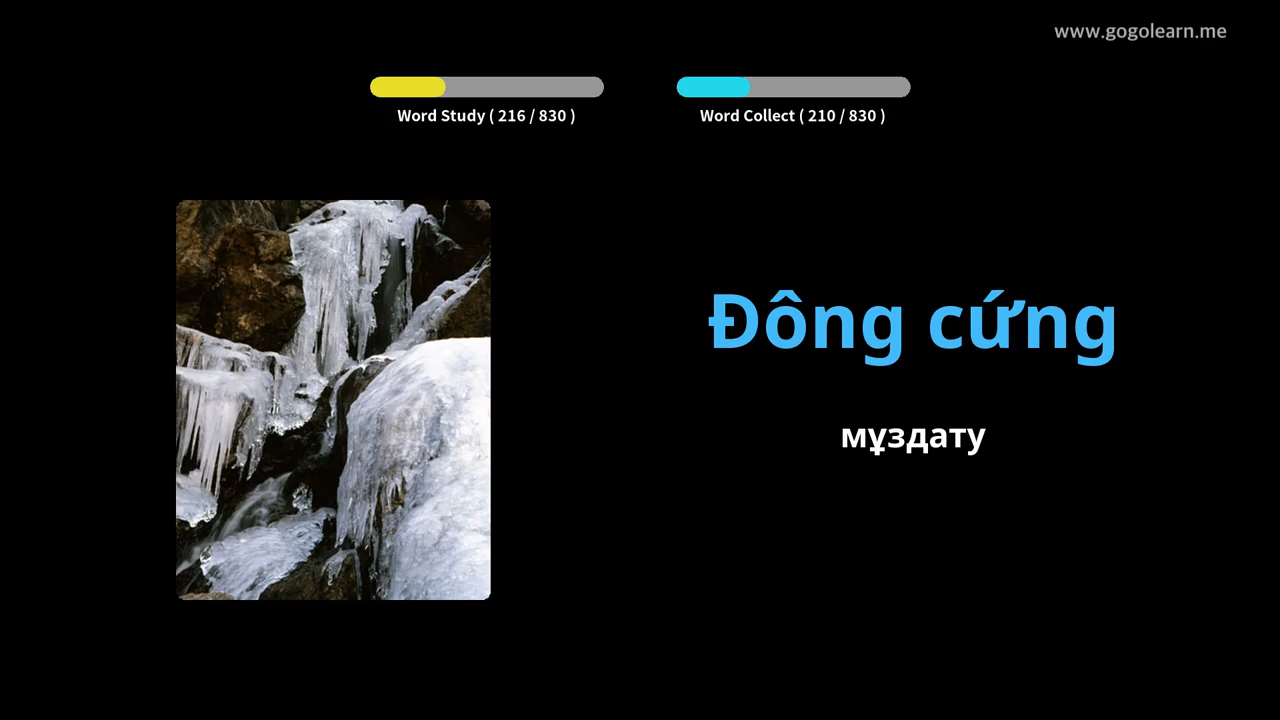 www.gogolearn.me
Word Study ( 216 / 830 )
Word Collect ( 210 / 830 )
Đông cứng
мұздату